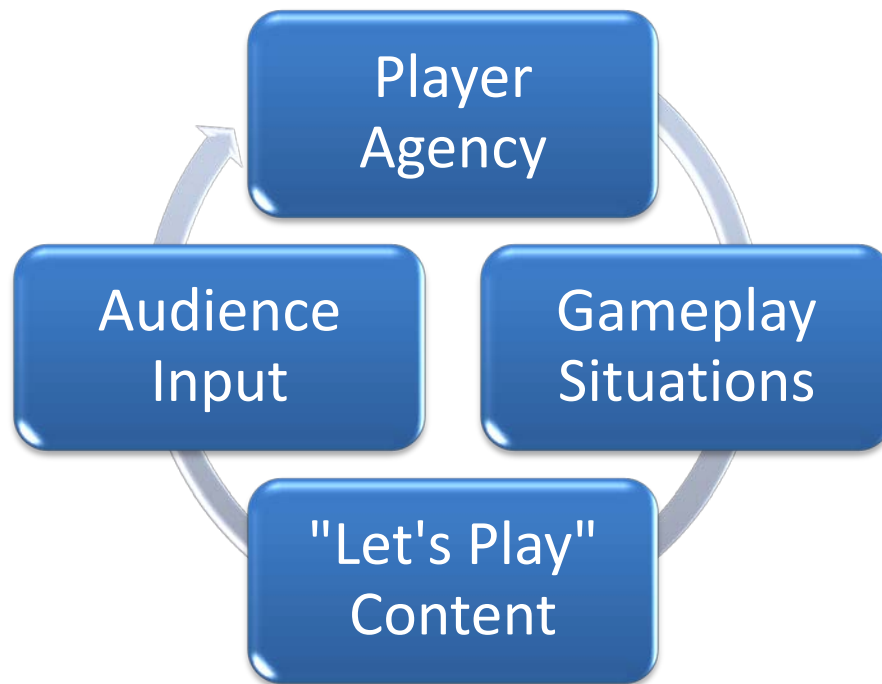 Player
Agency
Gameplay
Situations
"Let's Play"
Content
Audience
Input